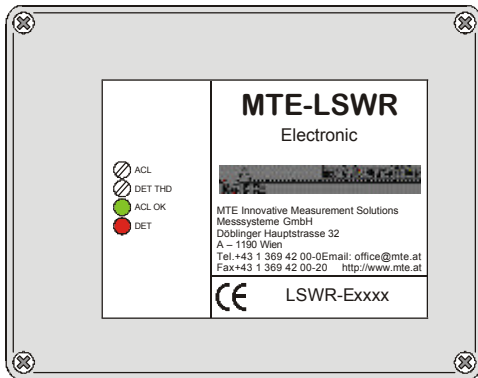 MTE-LSWR
Electronic
ACL
DET THD
ACL OK
DET
MTE Innovative Measurement Solutions
Messsysteme GmbH
Döblinger Hauptstrasse 32
A – 1190 Wien
Tel.+43 1 369 42 00-0Email: office@mte.at
Fax+43 1 369 42 00-20 http://www.mte.at
CE LSWR-Exxxx